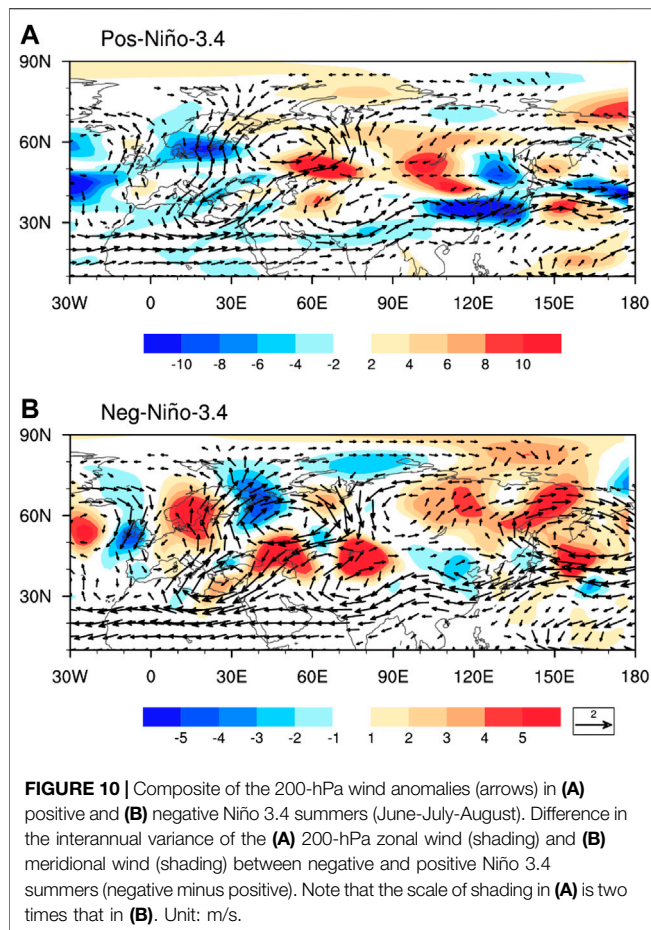 A Pos-Niño-3.4
90N
60N
30N
30W 0 30E 60E 90E 120E 150E 180
-10 -8 -6 -4 -2 2 4 6 8 10
B Neg-Niño-3.4
90N
60N
30N
30W 0 30E 60E 90E 120E 150E 180
2
-5 -4 -3 -2 -1 1 2 3 4 5
FIGURE 10 | Composite of the 200-hPa wind anomalies (arrows) in (A)
positive and (B) negative Niño 3.4 summers (June-July-August). Difference in
the interannual variance of the (A) 200-hPa zonal wind (shading) and (B)
meridional wind (shading) between negative and positive Niño 3.4
summers (negative minus positive). Note that the scale of shading in (A) is two
times that in (B). Unit: m/s.